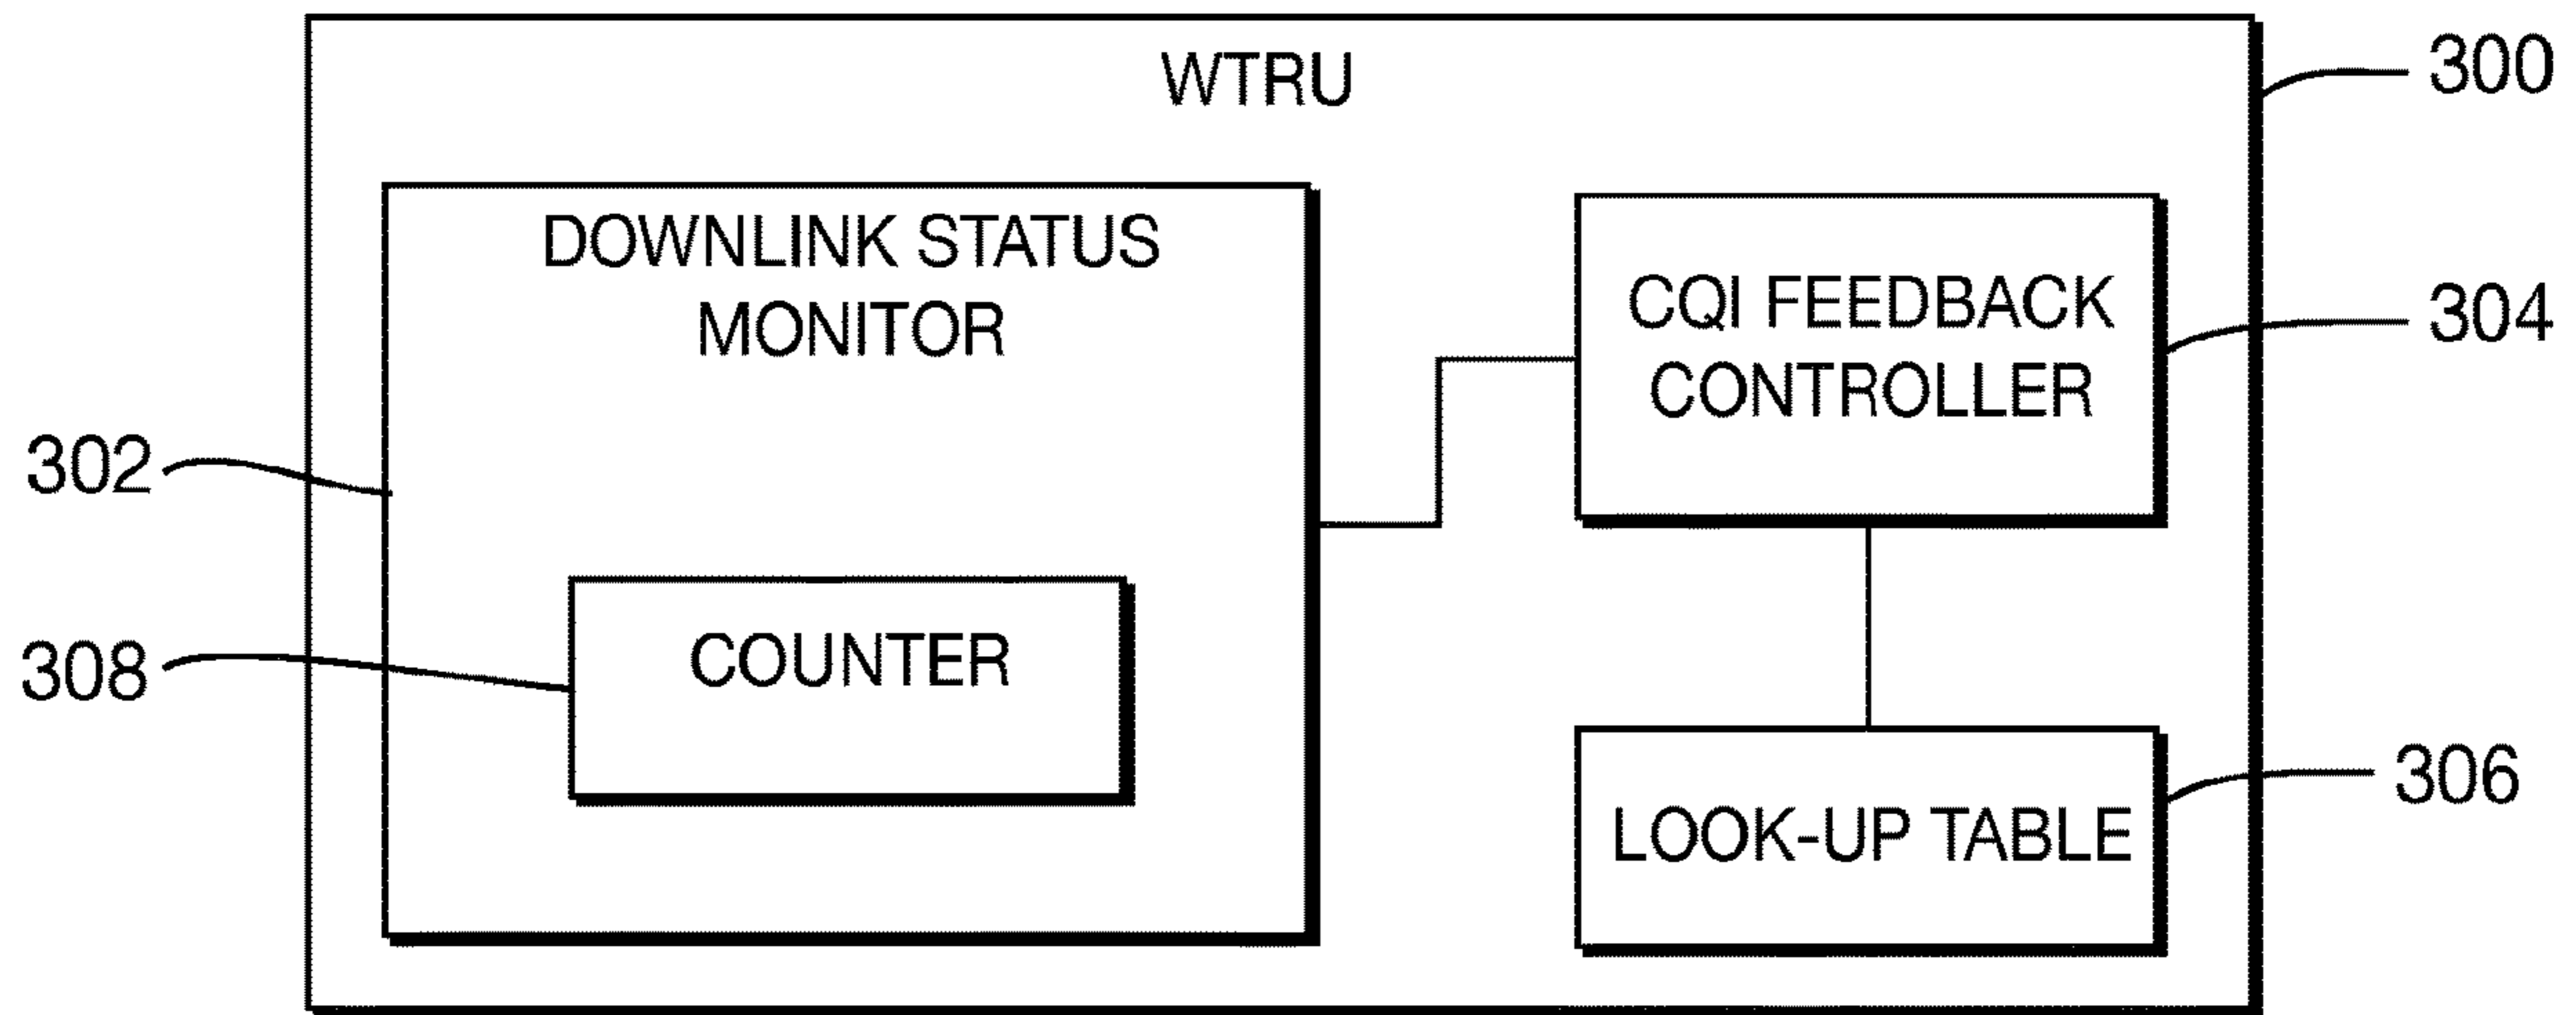 WTRU
300
DOWNLINK STATUS
MONITOR
CQI FEEDBACK
CONTROLLER
304
302
308
COUNTER
LOOK-UP TABLE
306